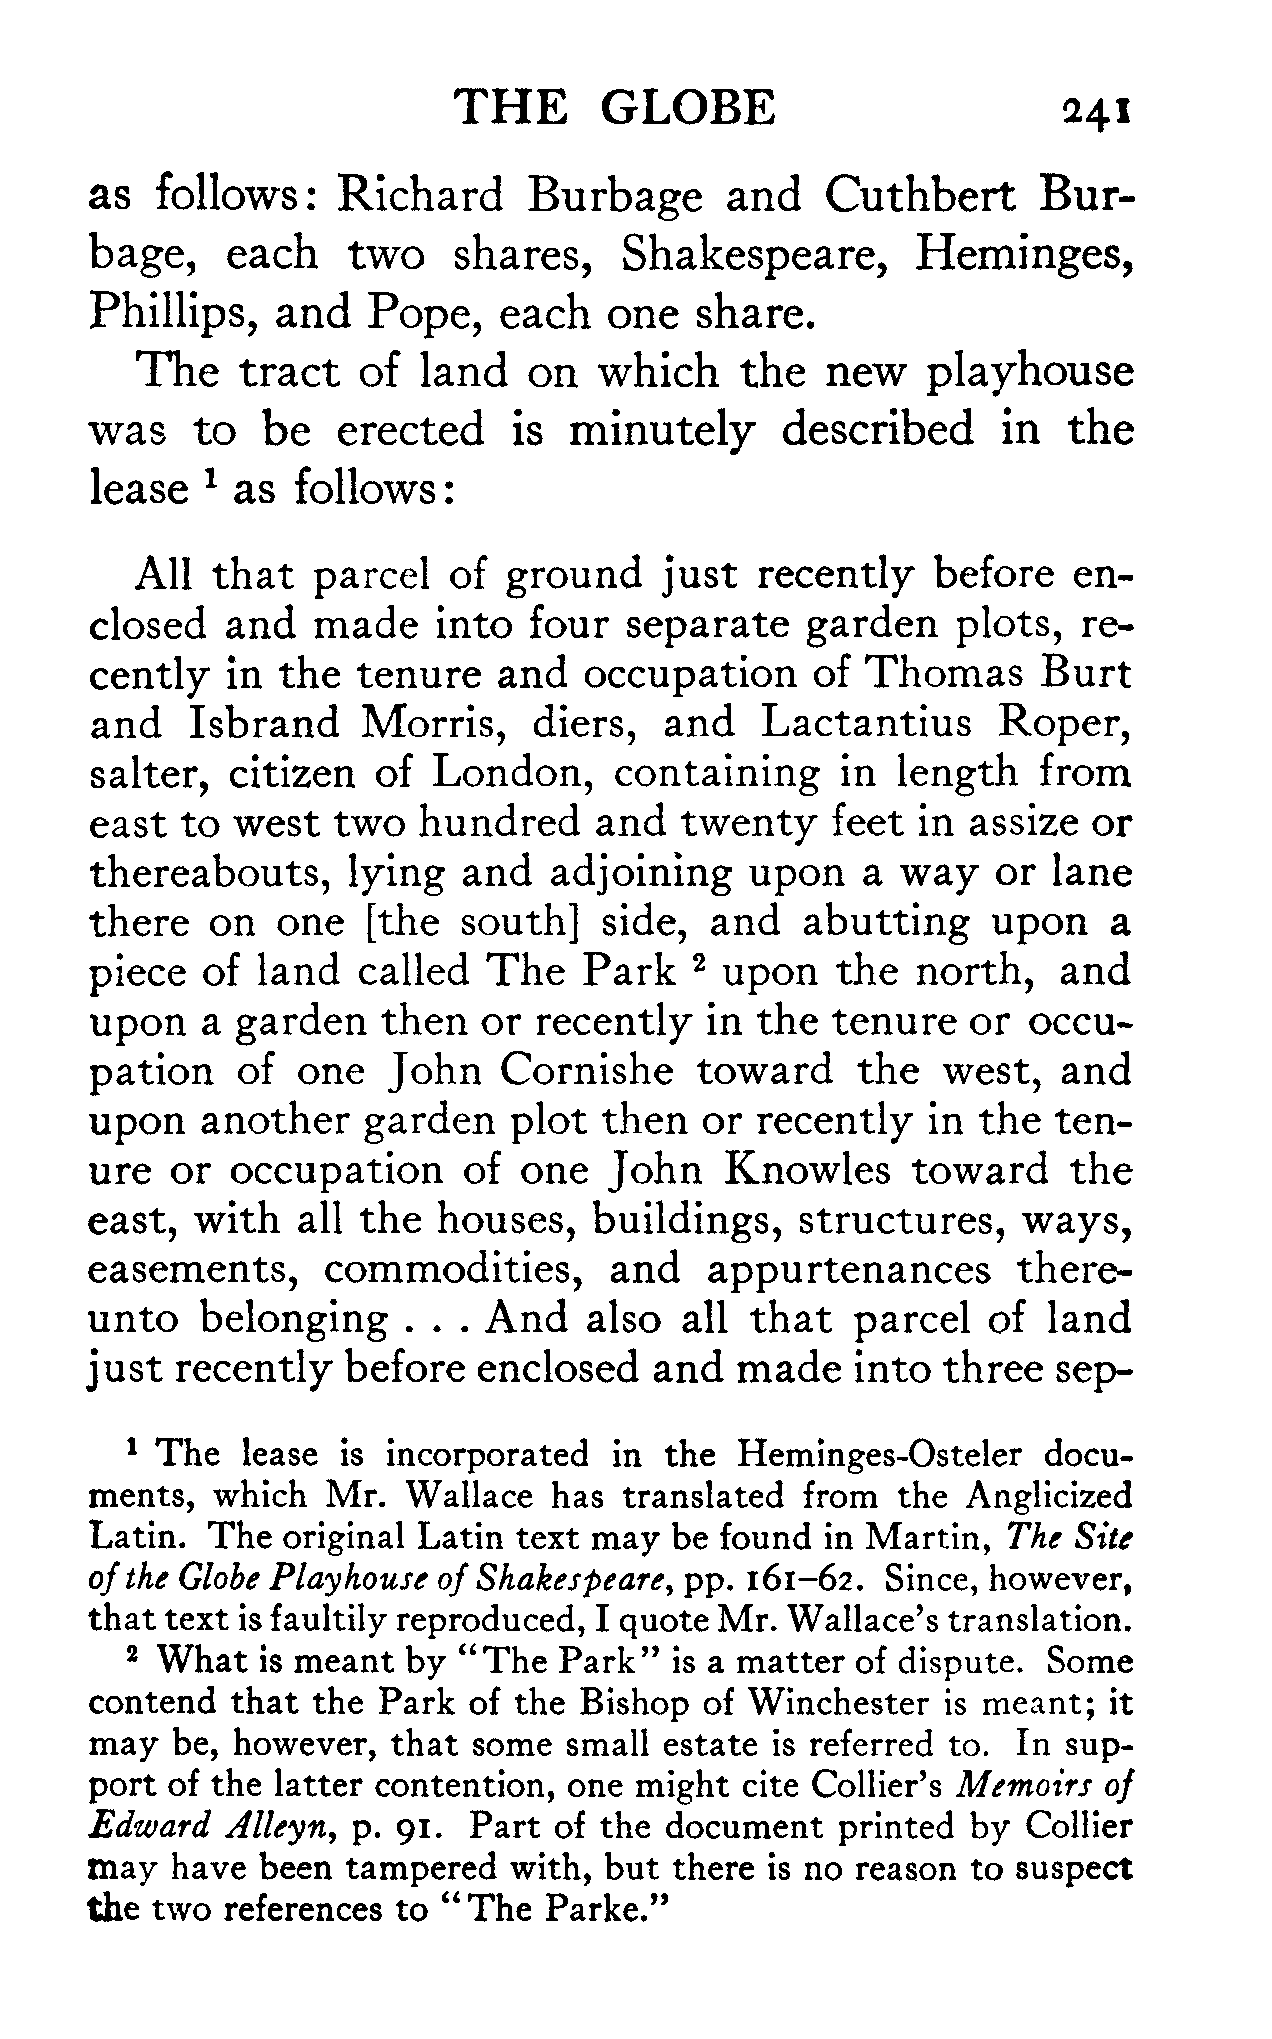 THE GLOBE 241
as follows: Richard Burbage and Cuthbert Bur-
bage, each two shares, Shakespeare, Heminges,
Phillips, and Pope, each one share.
The tract of land on which the new playhouse
was to be erected is minutely described in the
lease ¹ as follows:
All that parcel of ground just recently before en-
closed and made into four separate garden plots, re-
cently in the tenure and occupation of Thomas Burt
and Isbrand Morris, diers, and Lactantius Roper,
salter, citizen of London, containing in length from
east to west two hundred and twenty feet in assize or
thereabouts, lying and adjoining upon a way or lane
there on one [the south] side, and abutting upon a
piece of land called The Park ² upon the north, and
upon a garden then or recently in the tenure or occu-
pation of one John Cornishe toward the west, and
upon another garden plot then or recently in the ten-
ure or occupation of one John Knowles toward the
east, with all the houses, buildings, structures, ways,
easements, commodities, and appurtenances there-
unto belonging . . . And also all that parcel of land
just recently before enclosed and made into three sep-
¹ The lease is incorporated in the Heminges-Osteler docu-
ments, which Mr. Wallace has translated from the Anglicized
Latin. The original Latin text may be found in Martin, The Site
of the Globe Playhouse of Shakespeare, pp. 161–62. Since, however,
that text is faultily reproduced, I quote Mr. Wallace's translation.
² What is meant by "The Park" is a matter of dispute. Some
contend that the Park of the Bishop of Winchester is meant; it
may be, however, that some small estate is referred to. In sup-
port of the latter contention, one might cite Collier's Memoirs of
Edward Alleyn, p. 91. Part of the document printed by Collier
may have been tampered with, but there is no reason to suspect
the two references to "The Parke."